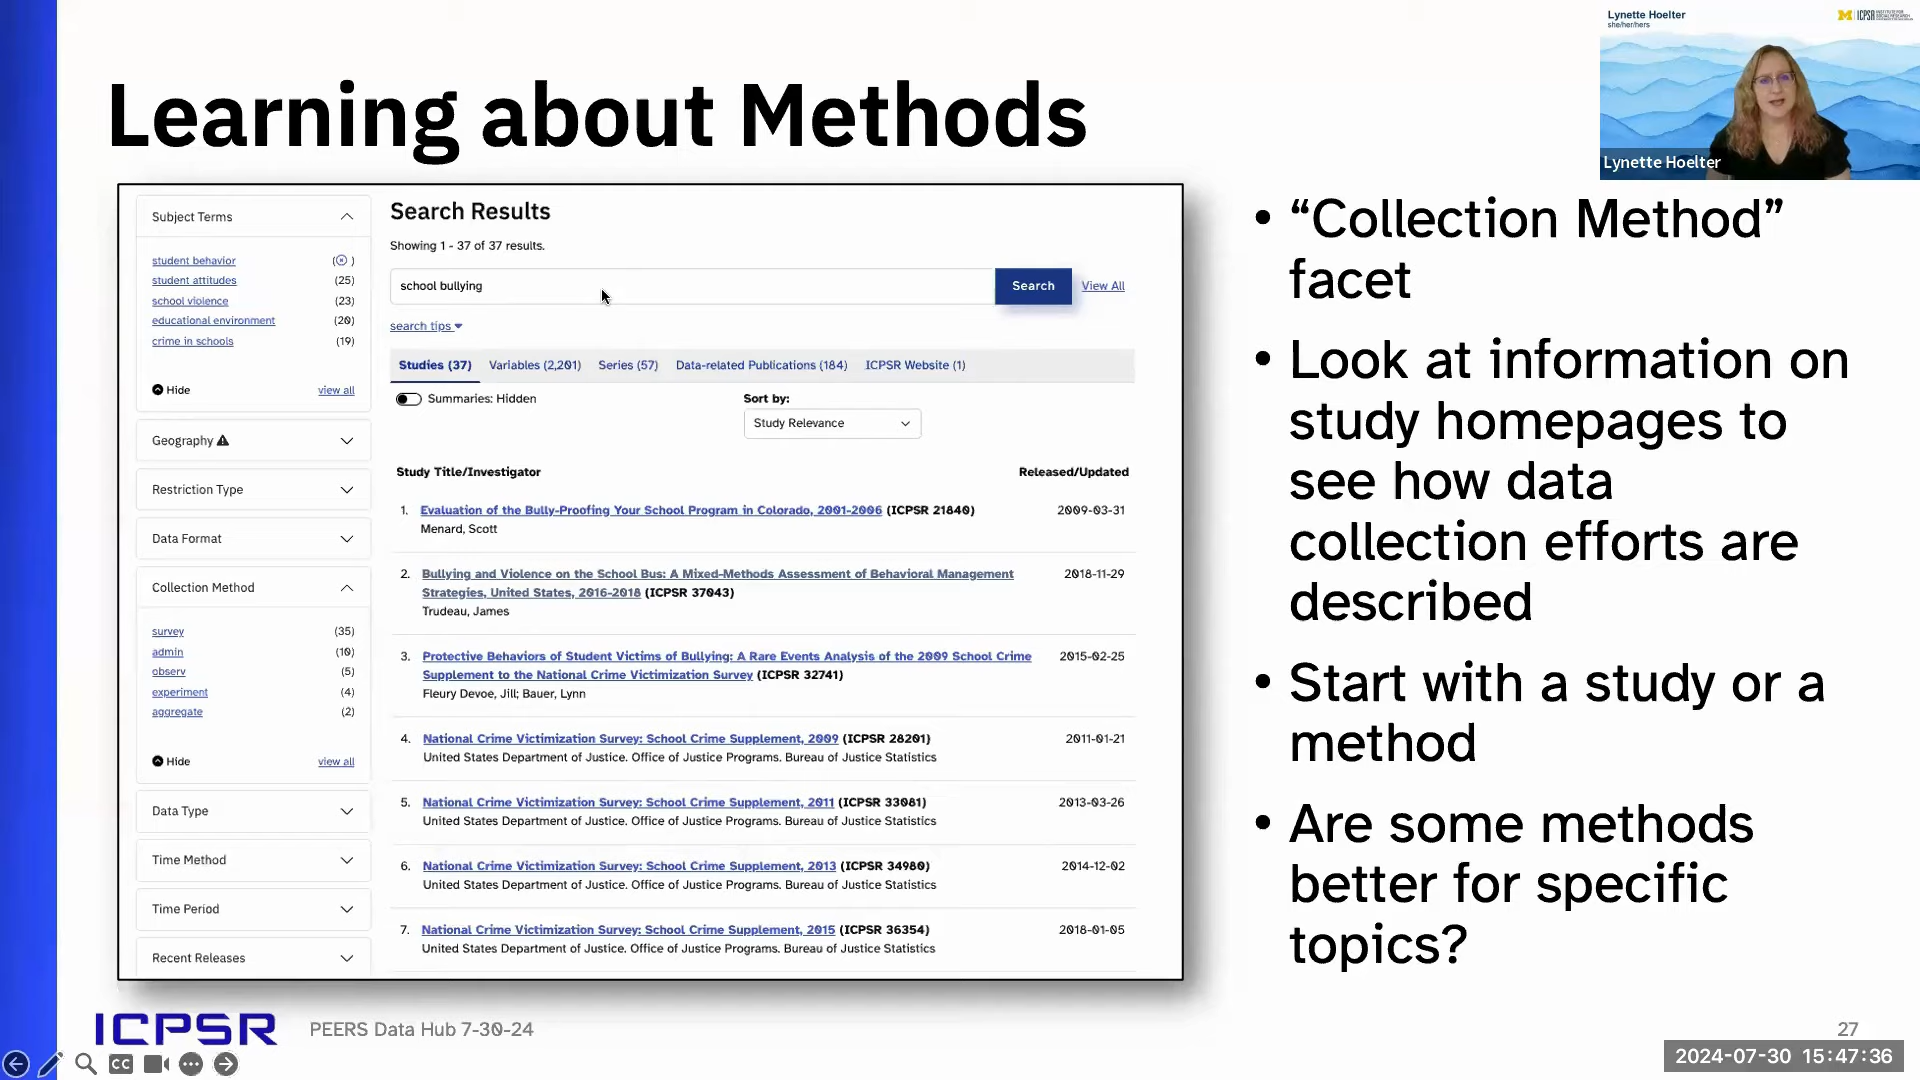 Learning about Methods
Lynette Hoelter
she/her/hers
ICPSR
Lynette Hoelter
Subject Terms
student behavior ( )
student attitudes (25)
school violence (23)
educational environment (20)
crime in schools (19)
Hide view all
Geography
Restriction Type
Data Format
Collection Method
survey (35)
admin (10)
observ (5)
experiment (4)
aggregate (2)
Hide view all
Data Type
Time Method
Time Period
Recent Releases
Search Results
Showing 1 - 37 of 37 results.
school bullying Search View All
search tips
Studies (37) Variables (2,201) Series (57) Data-related Publications (184) ICPSR Website (1)
Summaries: Hidden
Sort by:
Study Relevance
Study Title/Investigator Released/Updated
1. Evaluation of the Bully-Proofing Your School Program in Colorado, 2001-2006 (ICPSR 21840) 2009-03-31
Menard, Scott
2. Bullying and Violence on the School Bus: A Mixed-Methods Assessment of Behavioral Management 2018-11-29
Strategies, United States, 2016-2018 (ICPSR 37043)
Trudeau, James
3. Protective Behaviors of Student Victims of Bullying: A Rare Events Analysis of the 2009 School Crime 2015-02-25
Supplement to the National Crime Victimization Survey (ICPSR 32741)
Fleury Devoe, Jill; Bauer, Lynn
4. National Crime Victimization Survey: School Crime Supplement, 2009 (ICPSR 28201) 2011-01-21
United States Department of Justice. Office of Justice Programs. Bureau of Justice Statistics
5. National Crime Victimization Survey: School Crime Supplement, 2011 (ICPSR 33081) 2013-03-26
United States Department of Justice. Office of Justice Programs. Bureau of Justice Statistics
6. National Crime Victimization Survey: School Crime Supplement, 2013 (ICPSR 34980) 2014-12-02
United States Department of Justice. Office of Justice Programs. Bureau of Justice Statistics
7. National Crime Victimization Survey: School Crime Supplement, 2015 (ICPSR 36354) 2018-01-05
United States Department of Justice. Office of Justice Programs. Bureau of Justice Statistics
• “Collection Method”
facet
• Look at information on
study homepages to
see how data
collection efforts are
described
• Start with a study or a
method
• Are some methods
better for specific
topics?
ICPSR PEERS Data Hub 7-30-24 27
CC
2024-07-30 15:47:36